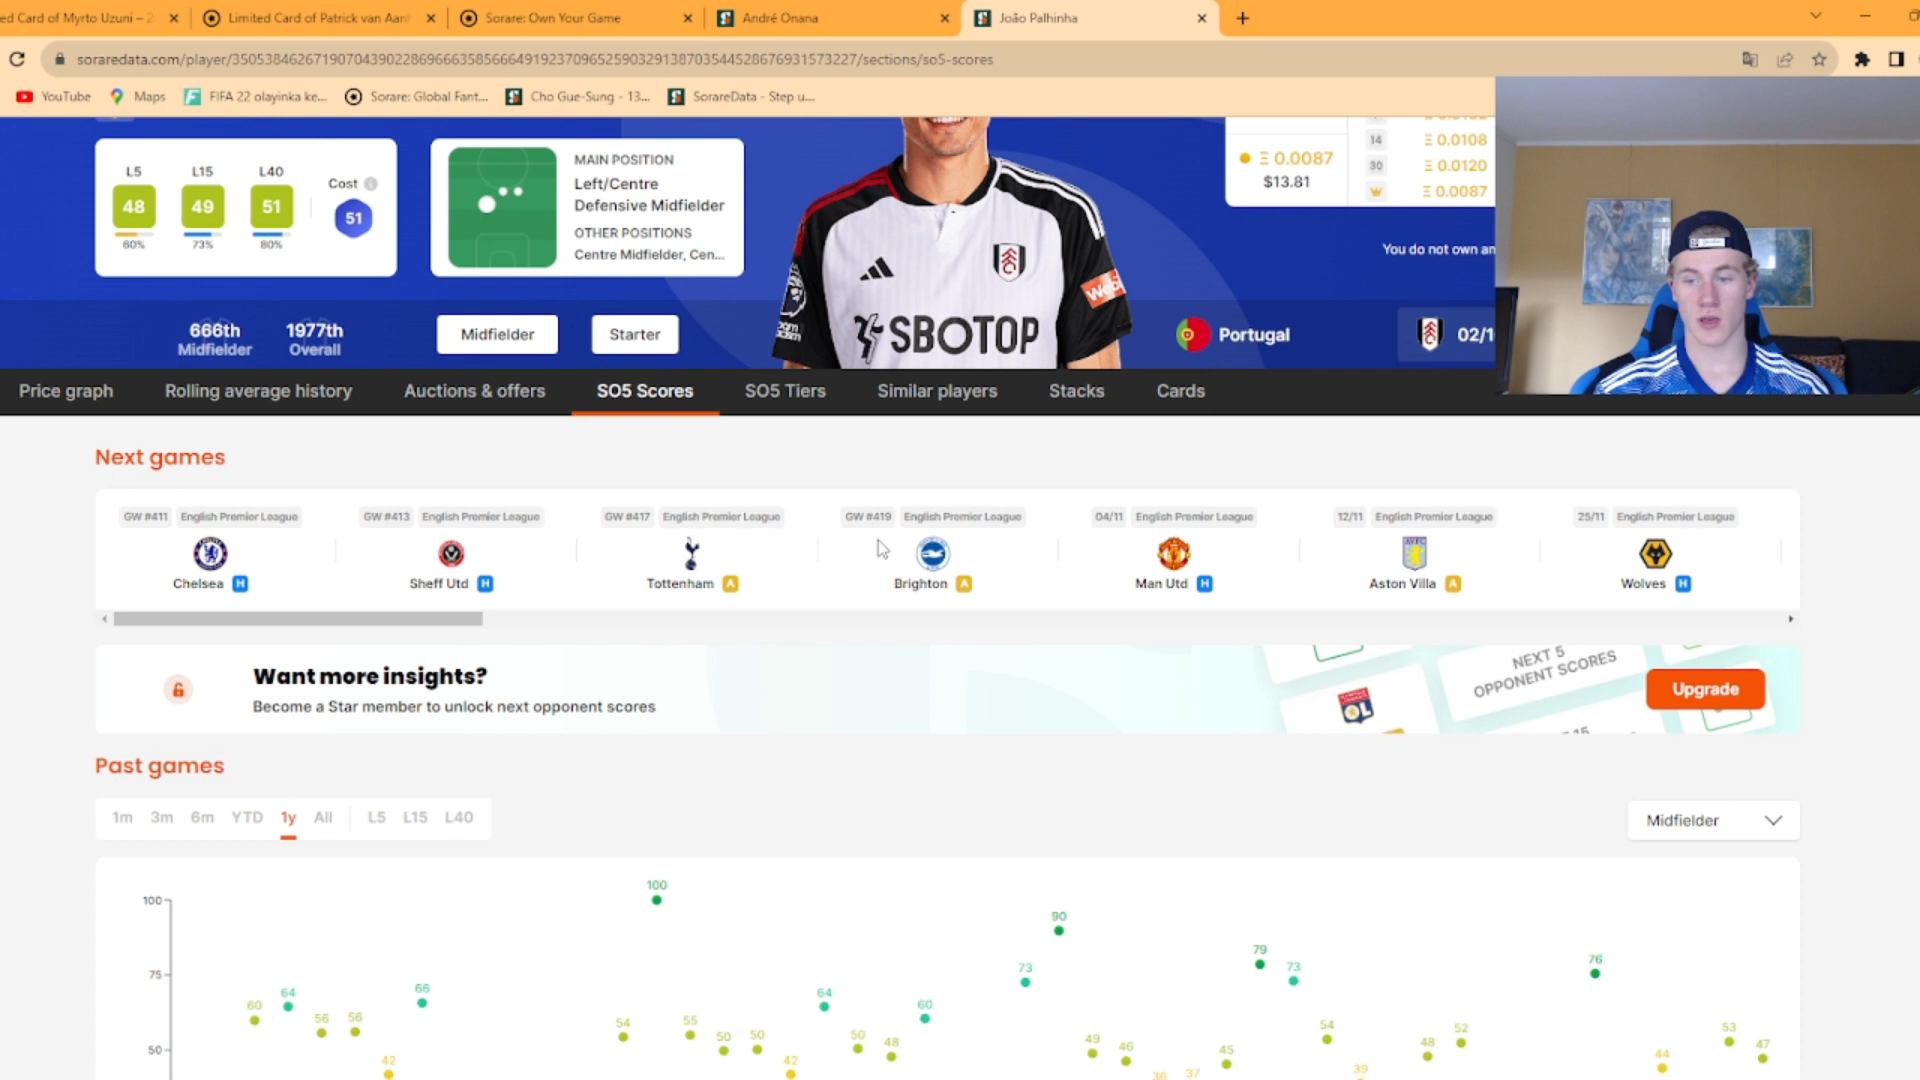 ed Card of Myrto Uzuni – 2
Limited Card of Patrick van Aanh
Sorare: Own Your Game
André Onana
João Palhinha
soraredata.com/player/35053846267190704390228696663585666491923709652590329138703544528676931573227/sections/so5-scores
YouTube
Maps
FIFA 22 olayinka ke...
Sorare: Global Fant...
Cho Gue-Sung - 13...
SorareData - Step u...
L5
L15
L40
Cost
48
49
51
51
60%
73%
80%
MAIN POSITION
Left/Centre
Defensive Midfielder
OTHER POSITIONS
Centre Midfielder, Cen...
Ξ 0.0087
$13.81
14
Ξ 0.0108
30
Ξ 0.0120
Ξ 0.0087
You do not own an
SBOTOP
666th
Midfielder
1977th
Overall
Midfielder
Starter
Portugal
02/1
Price graph
Rolling average history
Auctions & offers
SO5 Scores
SO5 Tiers
Similar players
Stacks
Cards
Next games
GW #411 English Premier League
Chelsea H
GW #413 English Premier League
Sheff Utd H
GW #417 English Premier League
Tottenham A
GW #419 English Premier League
Brighton A
04/11 English Premier League
Man Utd H
12/11 English Premier League
Aston Villa A
25/11 English Premier League
Wolves H
Want more insights?
Become a Star member to unlock next opponent scores
NEXT 5
OPPONENT SCORES
OL
Upgrade
Past games
1m
3m
6m
YTD
1y
All
L5
L15
L40
Midfielder
100
75
50
60
64
56
56
42
66
54
100
55
50
50
42
64
50
48
60
73
90
49
46
36
37
45
79
73
54
39
48
52
76
44
53
47